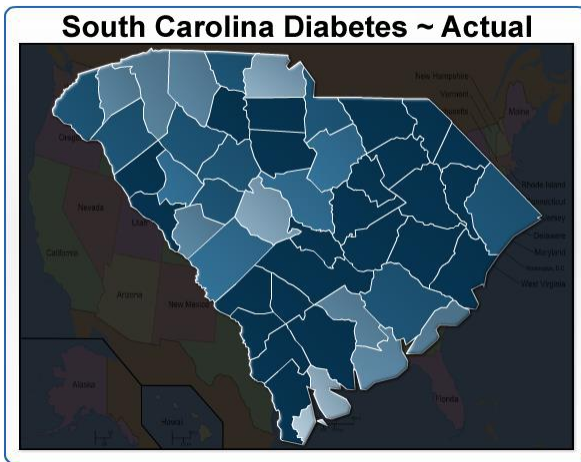 South Carolina Diabetes ~ Actual
New Hampshire
Vermont
Maine
Oregon
Rhode Island
Nevada
Utah
Delaware
California
Maryland
West Virginia
Arizona
New Mexico
Alaska
Hawaii
Florida